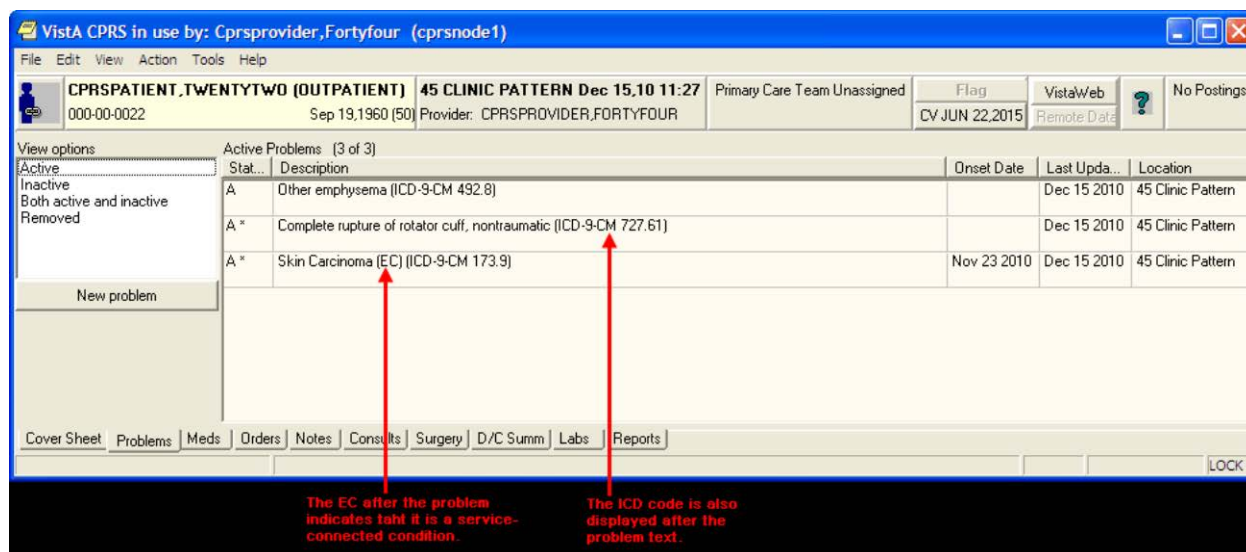 VistA CPRS in use by: Cprsprovider,Fortyfour (cprsnode1)
File Edit View Action Tools Help
CPRSPATIENT,TWENTYTWO (OUTPATIENT) 45 CLINIC PATTERN Dec 15,10 11:27 Primary Care Team Unassigned Flag VistaWeb ? No Postings
000-00-0022 Sep 19,1960 (50) Provider: CPRSPROVIDER,FORTYFOUR CV JUN 22,2015 Remote Data
View options Active Problems (3 of 3)
Active Stat... Description Onset Date Last Upda... Location
Inactive
Both active and inactive
Removed
A Other emphysema (ICD-9-CM 492.8) Dec 15 2010 45 Clinic Pattern
A * Complete rupture of rotator cuff, nontraumatic (ICD-9-CM 727.61) Dec 15 2010 45 Clinic Pattern
A * Skin Carcinoma (EC) (ICD-9-CM 173.9) Nov 23 2010 Dec 15 2010 45 Clinic Pattern
New problem
Cover Sheet Problems Meds Orders Notes Consults Surgery D/C Summ Labs Reports
LOCK
The EC after the problem
indicates tahl it is a service-
connected condition.
The ICD code is also
displayed after the
problem text.